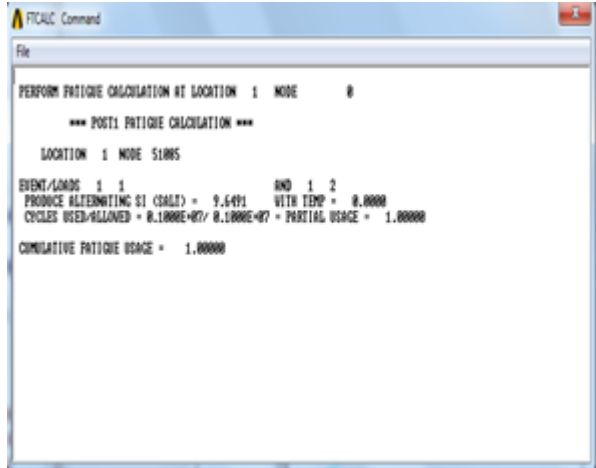 FTCALC Command
File
PERFORM FATIGUE CALCULATION AT LOCATION 1 NODE 0
*** POST1 FATIGUE CALCULATION ***
LOCATION 1 NODE 51085
EVENT/LOADS 1 1 AND 1 2
PRODUCE ALTERNATING SI (SALT) = 9.6491 WITH TEMP = 0.0000
CYCLES USED/ALLOWED = 0.1000E+07/ 0.1000E+07 = PARTIAL USAGE = 1.00000
CUMULATIVE FATIGUE USAGE = 1.00000